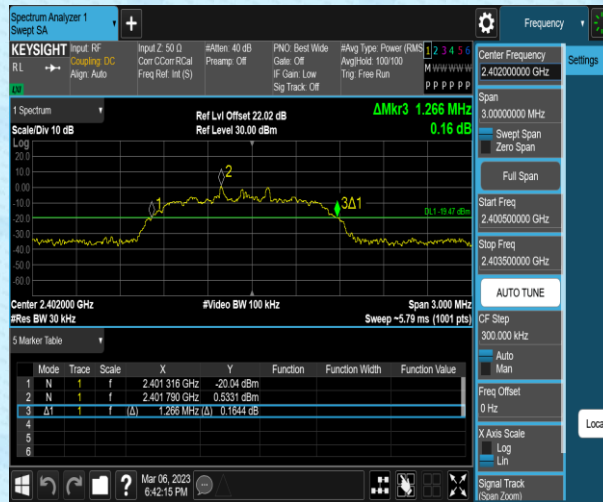 Spectrum Analyzer 1
Swept SA
Frequency
KEYSIGHT
RL
Input: RF
Coupling: DC
Align: Auto
Input Z: 50 Ω
Corr CCorr RCal
Freq Ref: Int (S)
#Atten: 40 dB
Preamp: Off
PNO: Best Wide
Gate: Off
IF Gain: Low
Sig Track: Off
#Avg Type: Power (RMS
Avg|Hold: 100/100
Trig: Free Run
1 2 3 4 5 6
M W W W W W
P P P P P P
1 Spectrum
Scale/Div 10 dB
Ref Lvl Offset 22.02 dB
Ref Level 30.00 dBm
ΔMkr3 1.266 MHz
0.16 dB
Log
20.0
10.0
0.00
-10.0
-20.0
-30.0
-40.0
-50.0
-60.0
1
2
3Δ1
DL1 -19.47 dBm
Center 2.402000 GHz
#Res BW 30 kHz
#Video BW 100 kHz
Span 3.000 MHz
Sweep ~5.79 ms (1001 pts)
5 Marker Table
Mode Trace Scale X Y Function Function Width Function Value
1 N 1 f 2.401 316 GHz -20.04 dBm
2 N 1 f 2.401 790 GHz 0.5331 dBm
3 Δ1 1 f (Δ) 1.266 MHz (Δ) 0.1644 dB
4
5
6
Mar 06, 2023
6:42:15 PM
Center Frequency
2.402000000 GHz
Span
3.00000000 MHz
Swept Span
Zero Span
Full Span
Start Freq
2.400500000 GHz
Stop Freq
2.403500000 GHz
AUTO TUNE
CF Step
300.000 kHz
Auto
Man
Freq Offset
0 Hz
X Axis Scale
Log
Lin
Signal Track
(Span Zoom)
Settings
Loca